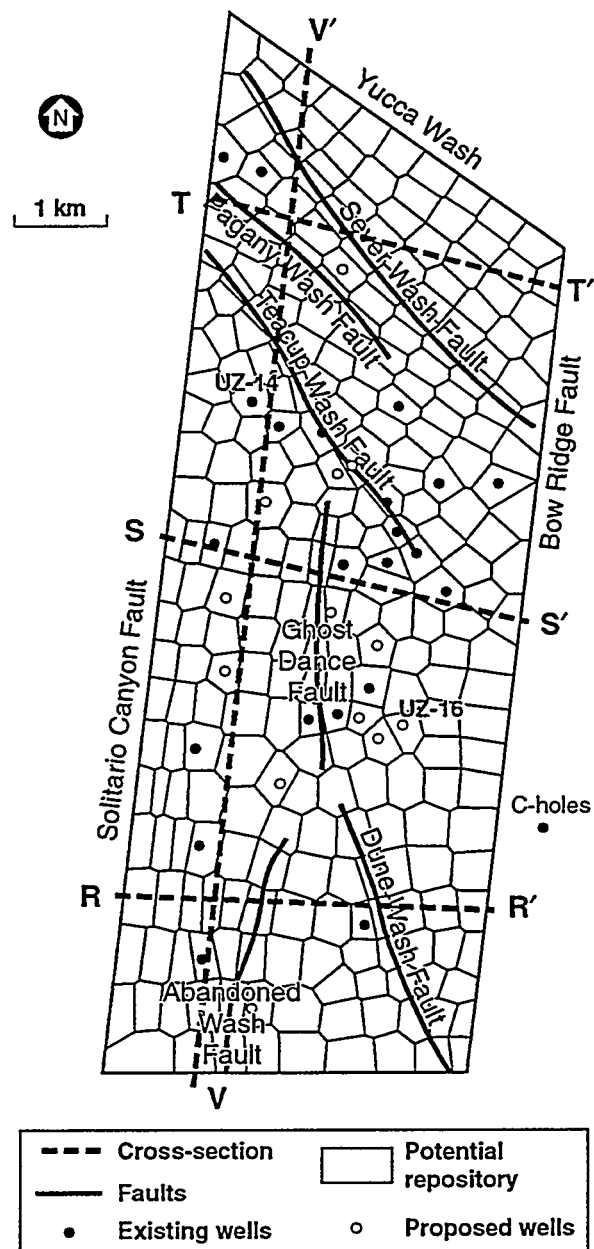 V'
N
Yucca Wash
1 km
T
Sever Wash Fault
Pagany Wash Fault
T'
Teacup Wash Fault
UZ-14
Bow Ridge Fault
S
S'
Ghost
Dance
Fault
Solitario Canyon Fault
UZ-16
C-holes
Dune Wash Fault
R
R'
Abandoned
Wash
Fault
V
Cross-section
Potential
repository
Faults
Existing wells
Proposed wells